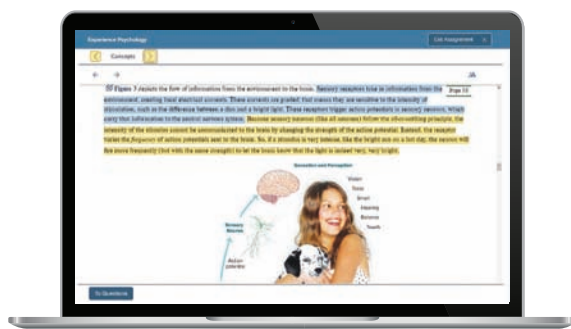 Experience Psychology
List Assignment X
Concepts
Figure 3 depicts the flow of information from the environment to the brain. Sensory receptors take in information from the
Page 85
environment, creating local electrical currents. These currents are graded; that means they are sensitive to the intensity of
stimulation, such as the difference between a dim and a bright light. These receptors trigger action potentials in sensory neurons, which
carry that information to the central nervous system. Because sensory neurons (like all neurons) follow the all-or-nothing principle, the
intensity of the stimulus cannot be communicated to the brain by changing the strength of the action potential. Instead, the receptor
varies the frequency of action potentials sent to the brain. So, if a stimulus is very intense, like the bright sun on a hot day, the neuron will
fire more frequently (but with the same strength) to let the brain know that the light is indeed very, very bright.
Sensation and Perception
Vision
Taste
Smell
Hearing
Balance
Touch
Sensory
Neuron
Action
potential
To Questions